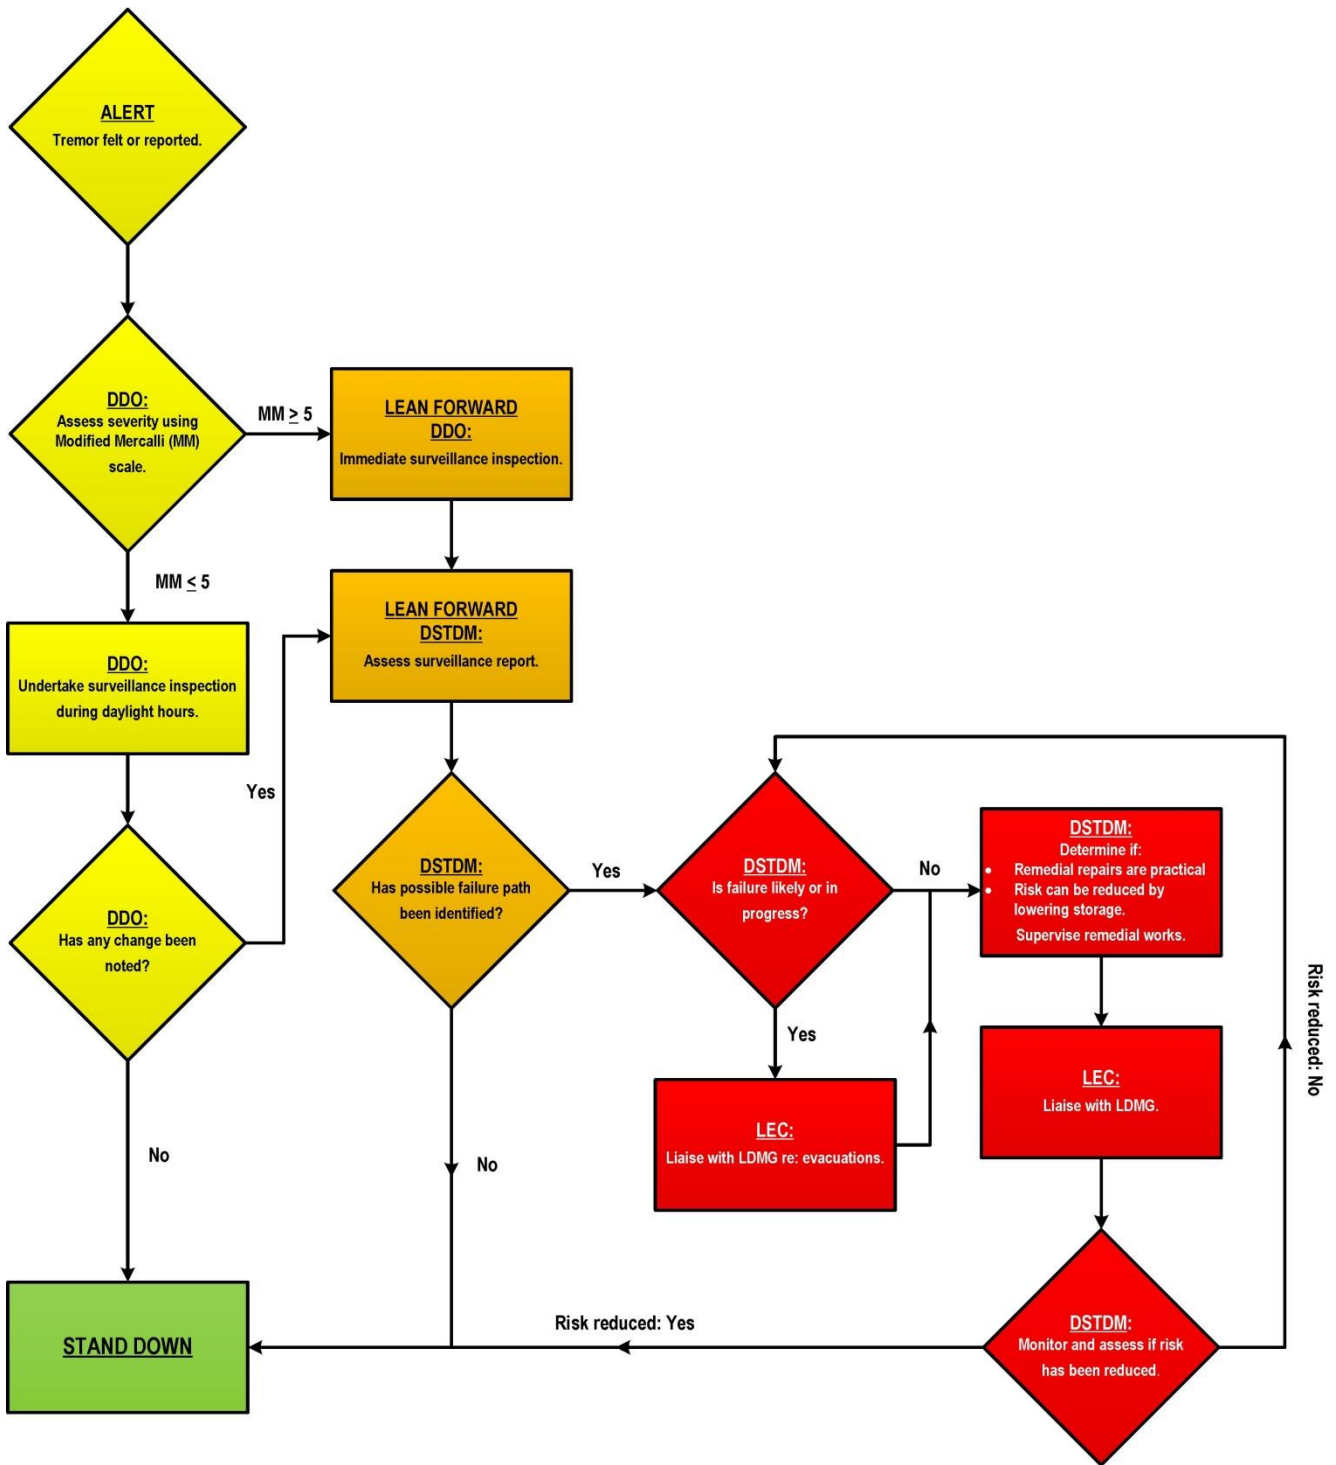 ALERT
Tremor felt or reported.
DDO:
Assess severity using
Modified Mercalli (MM)
scale.
MM ≥ 5
LEAN FORWARD
DDO:
Immediate surveillance inspection.
MM ≤ 5
LEAN FORWARD
DSTDM:
Assess surveillance report.
DDO:
Undertake surveillance inspection
during daylight hours.
Yes
DDO:
Has any change been
noted?
DSTDM:
Has possible failure path
been identified?
Yes
DSTDM:
Is failure likely or in
progress?
No
DSTDM:
Determine if:
• Remedial repairs are practical
• Risk can be reduced by
lowering storage.
Supervise remedial works.
Yes
LEC:
Liaise with LDMG re: evacuations.
LEC:
Liaise with LDMG.
Risk reduced: No
No
No
STAND DOWN
Risk reduced: Yes
DSTDM:
Monitor and assess if risk
has been reduced.